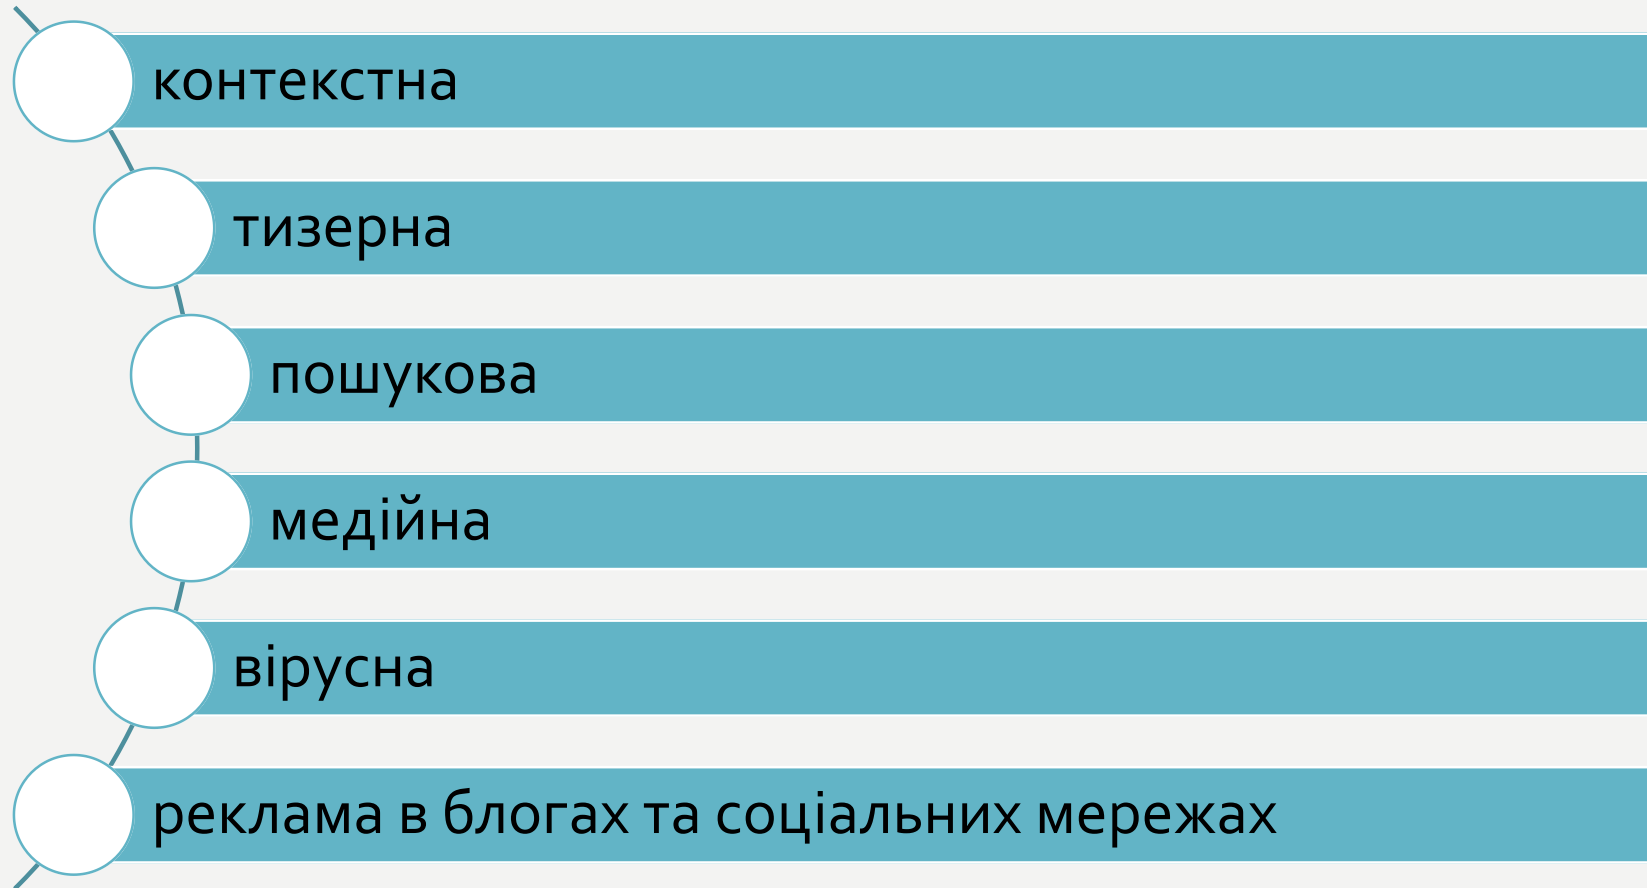 контекстна
тизерна
пошукова
медійна
вірусна
реклама в блогах та соціальних мережах